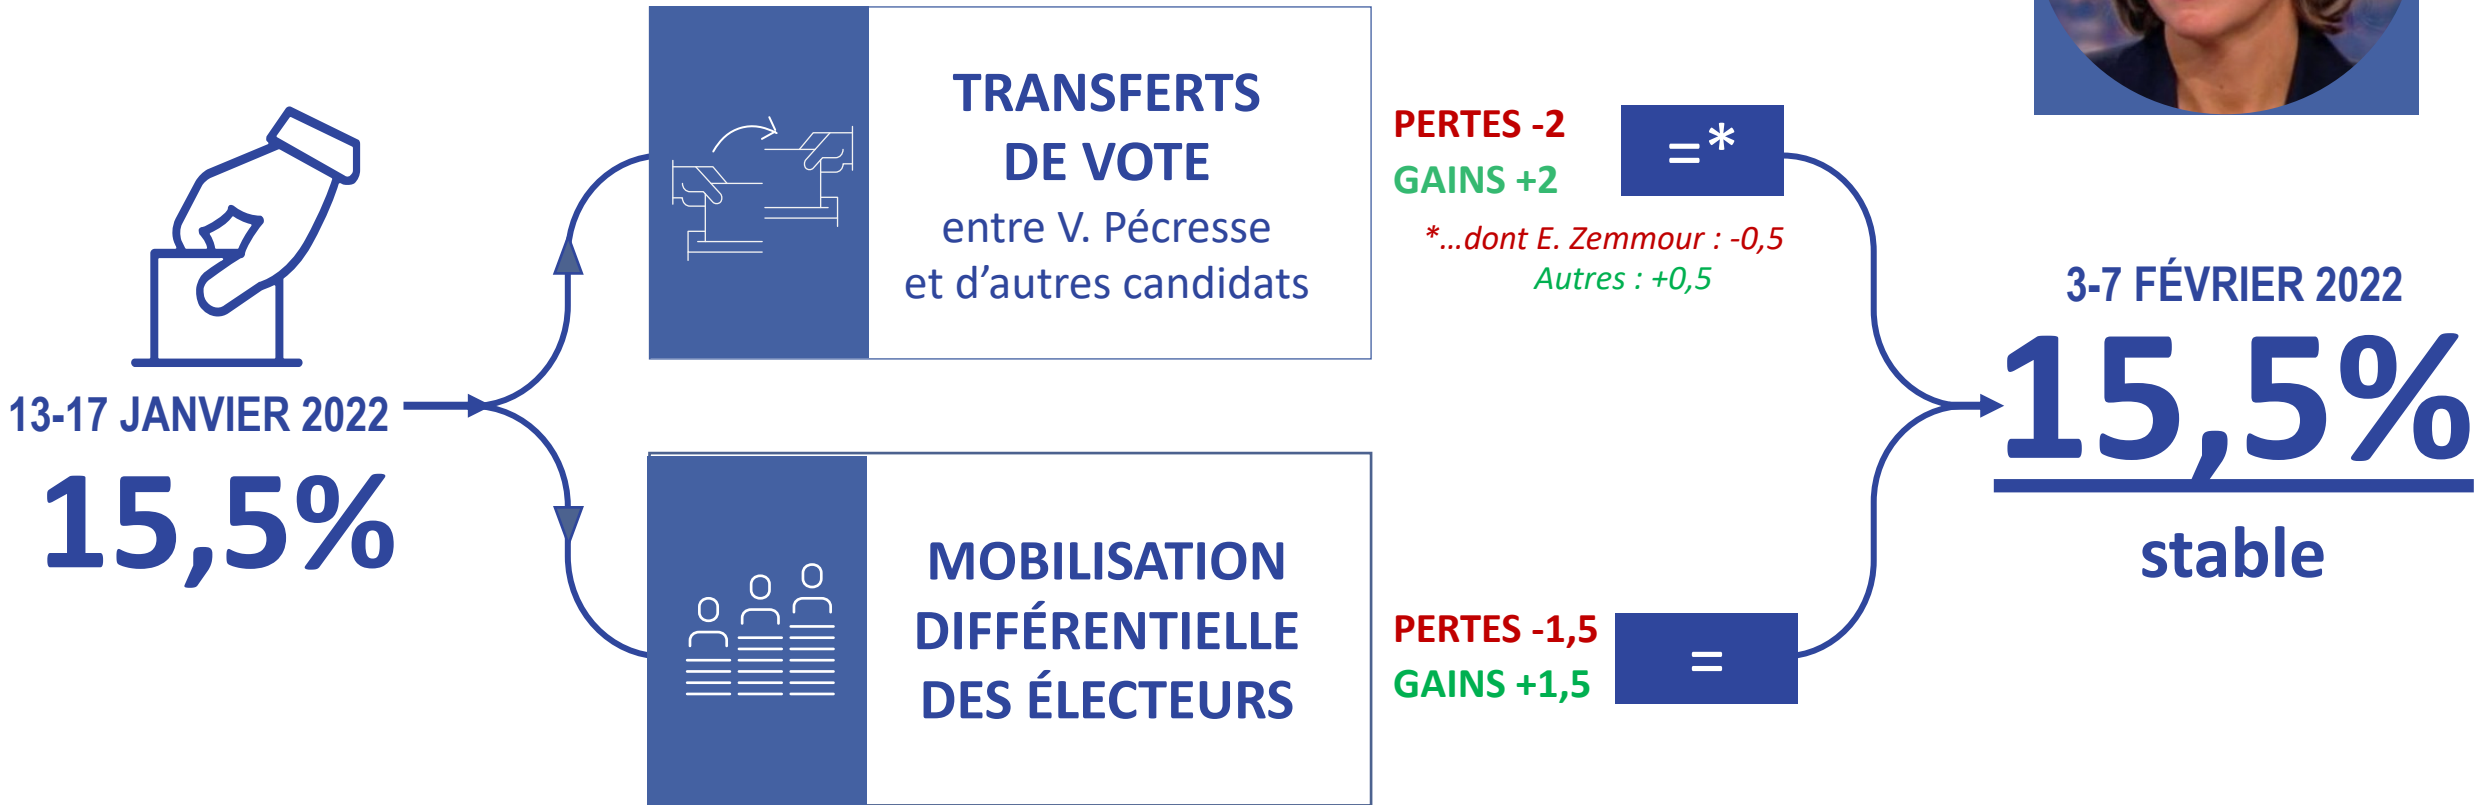 13-17 JANVIER 2022
15,5%
TRANSFERTS
DE VOTE
entre V. Pécresse
et d’autres candidats
PERTES -2
GAINS +2
=*
*...dont E. Zemmour : -0,5
Autres : +0,5
MOBILISATION
DIFFÉRENTIELLE
DES ÉLECTEURS
PERTES -1,5
GAINS +1,5
=
3-7 FÉVRIER 2022
15,5%
stable